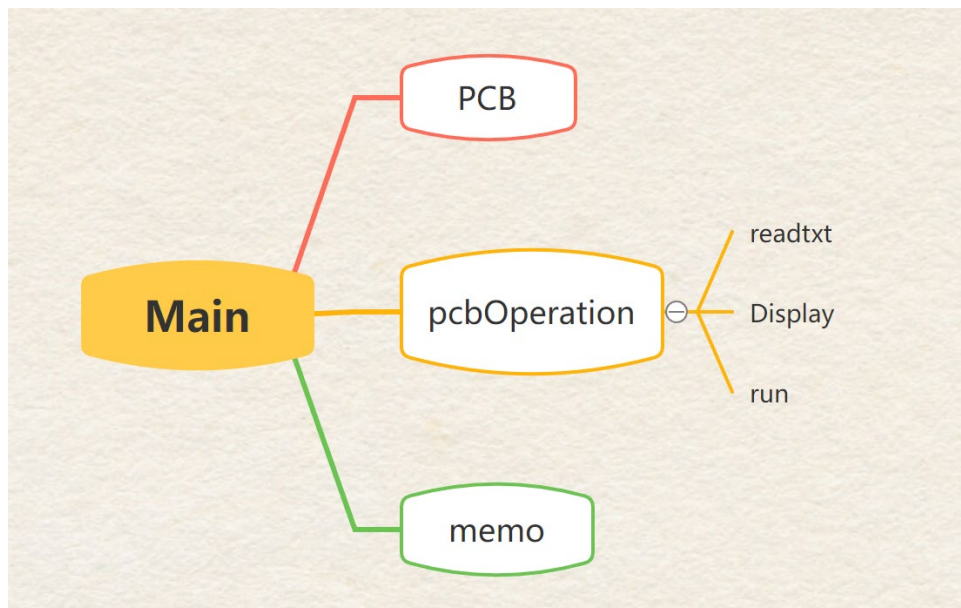 PCB
Main
pcbOperation
readtxt
Display
run
memo